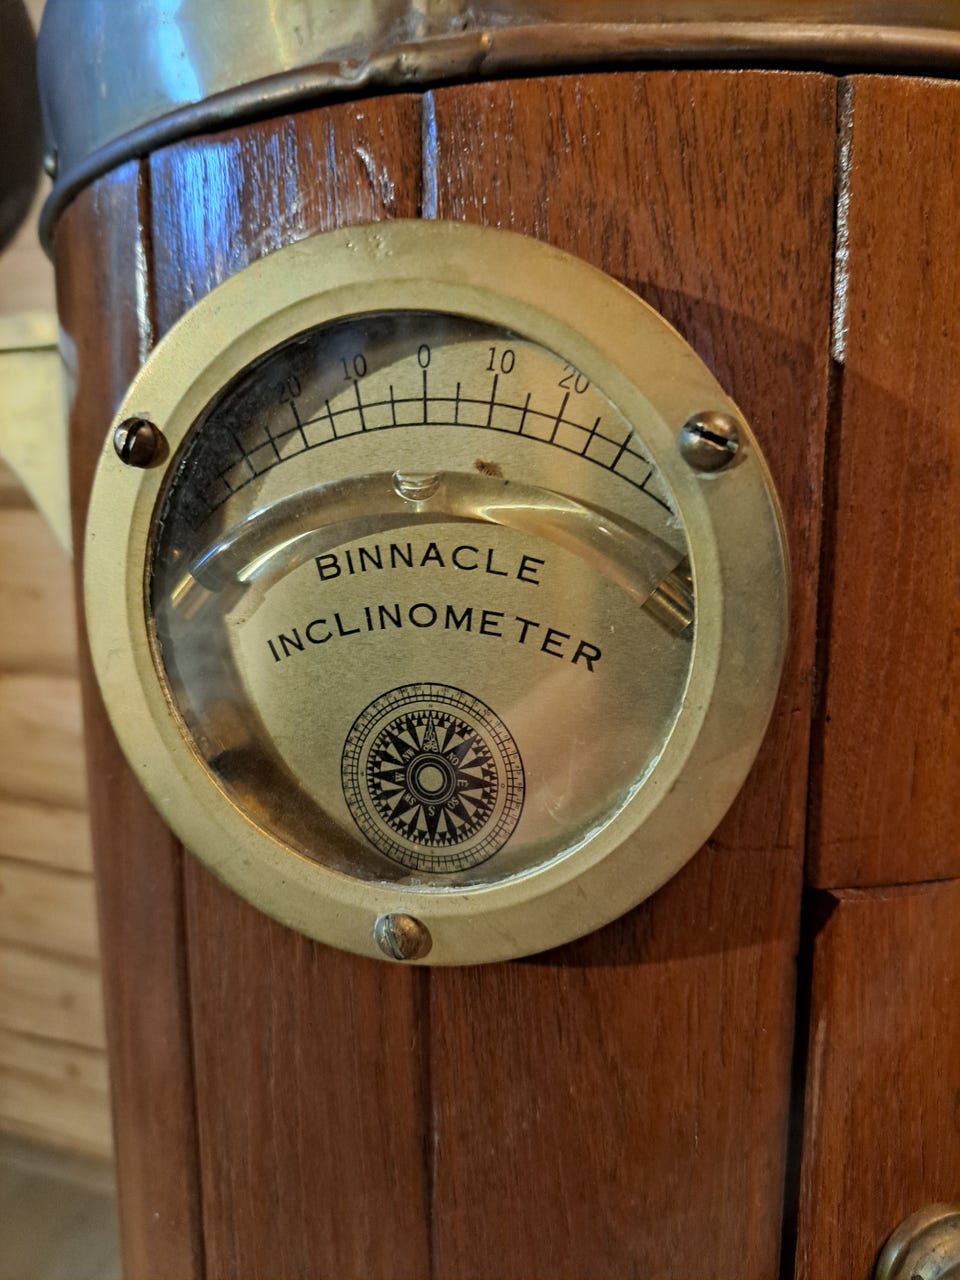 20 10 0 10 20
BINNACLE
INCLINOMETER
W E
S